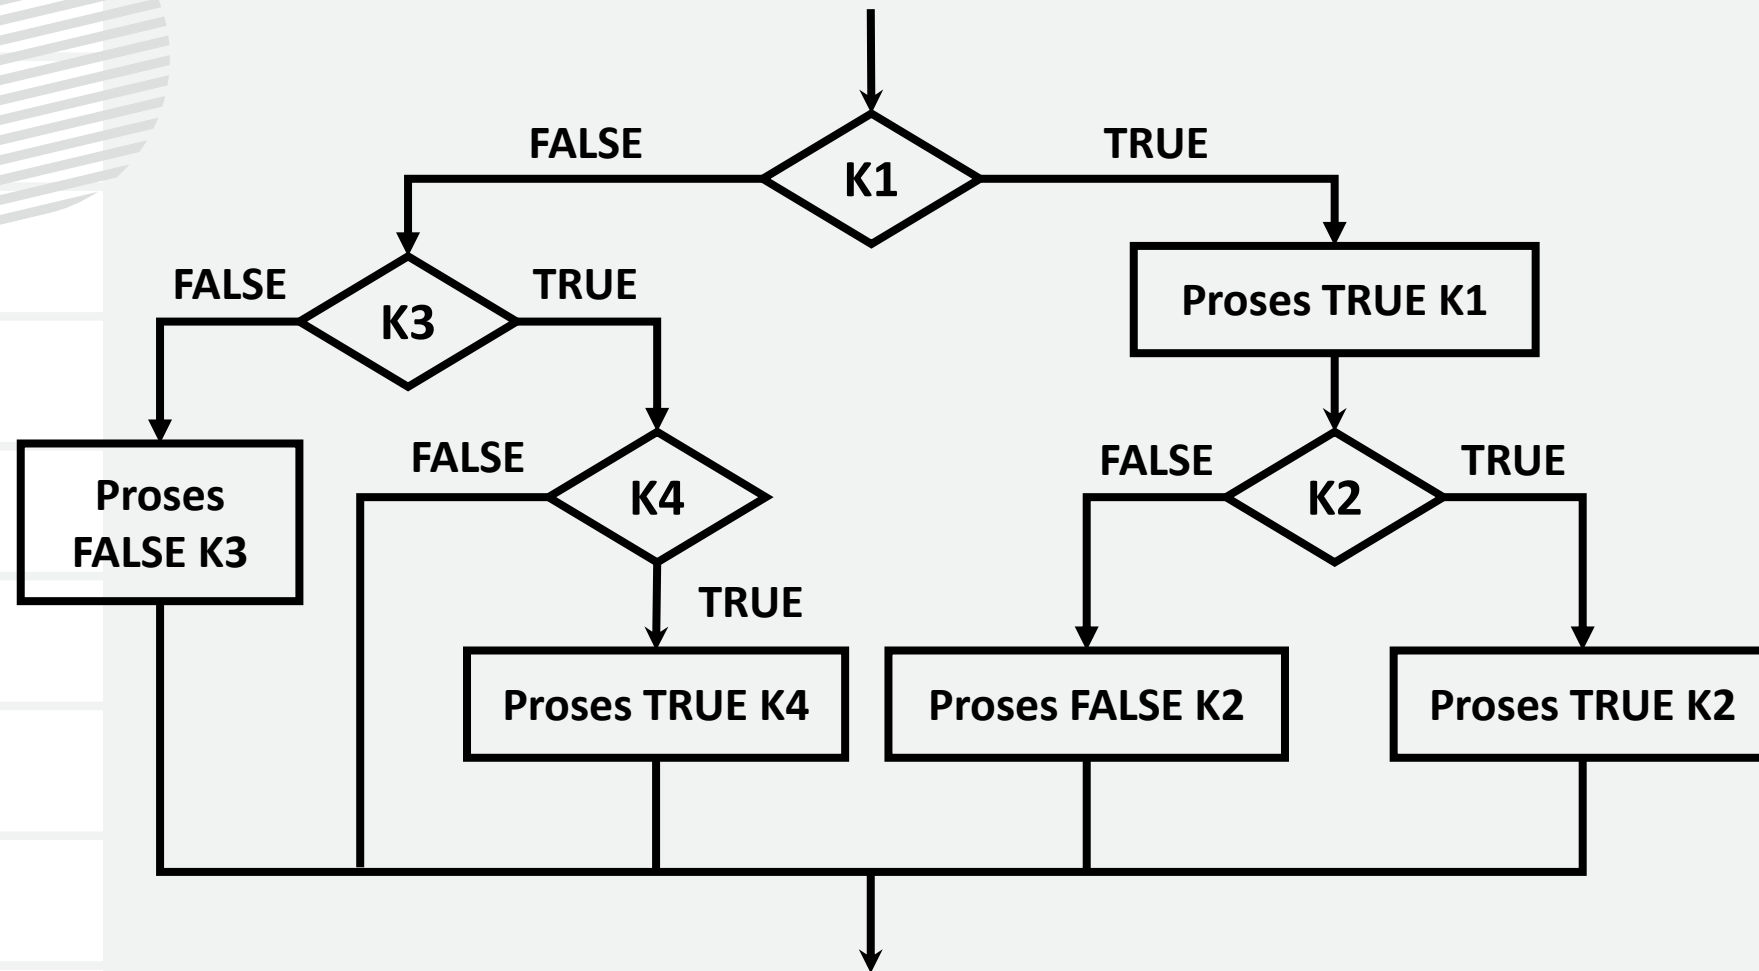 FALSE
TRUE
K1
FALSE
TRUE
K3
Proses TRUE K1
FALSE
FALSE
TRUE
K4
K2
Proses
FALSE K3
TRUE
Proses TRUE K4
Proses FALSE K2
Proses TRUE K2